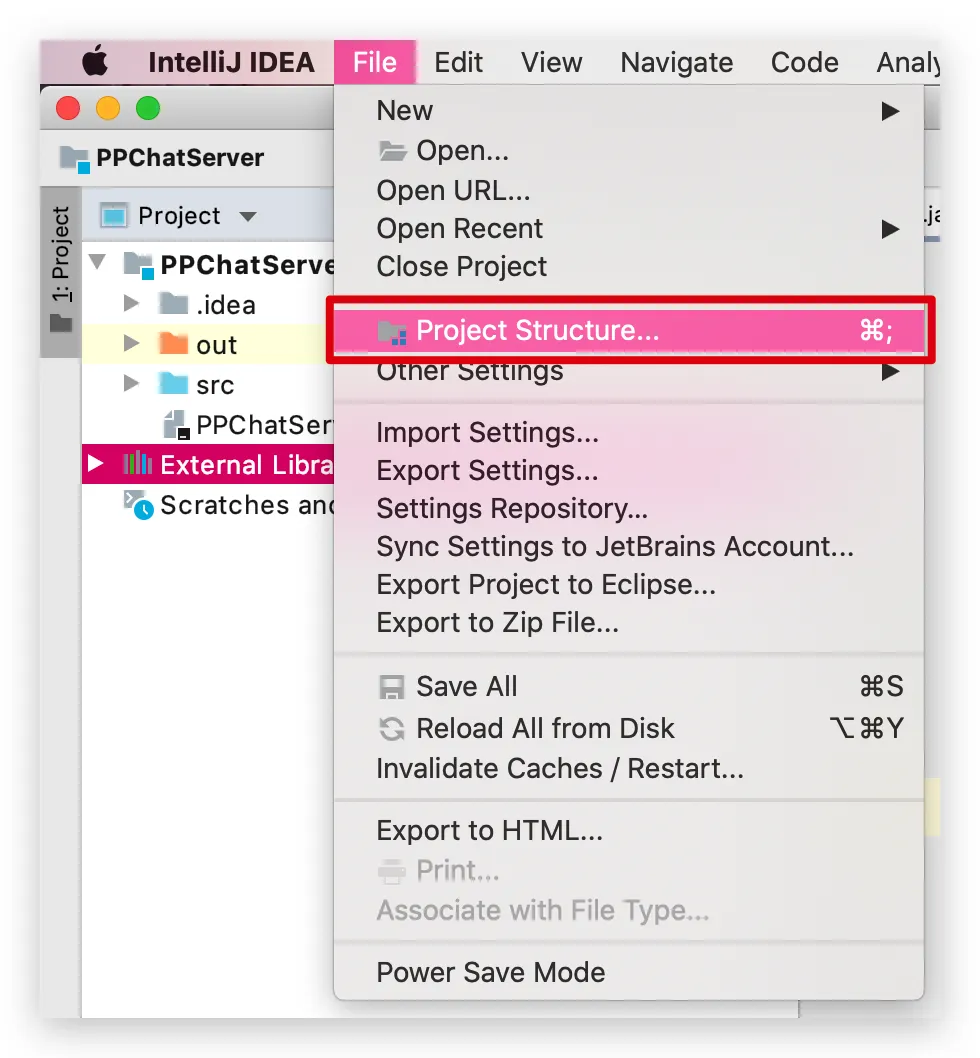 IntelliJ IDEA File Edit View Navigate Code Analy
PPChatServer
1: Project
Project
PPChatServe
.idea
out
src
PPChatSer
External Libra
Scratches and
New
Open...
Open URL...
Open Recent
Close Project
Project Structure... ⌘;
Other Settings
Import Settings...
Export Settings...
Settings Repository...
Sync Settings to JetBrains Account...
Export Project to Eclipse...
Export to Zip File...
Save All ⌘S
Reload All from Disk ⌥⌘Y
Invalidate Caches / Restart...
Export to HTML...
Print...
Associate with File Type...
Power Save Mode
.ja